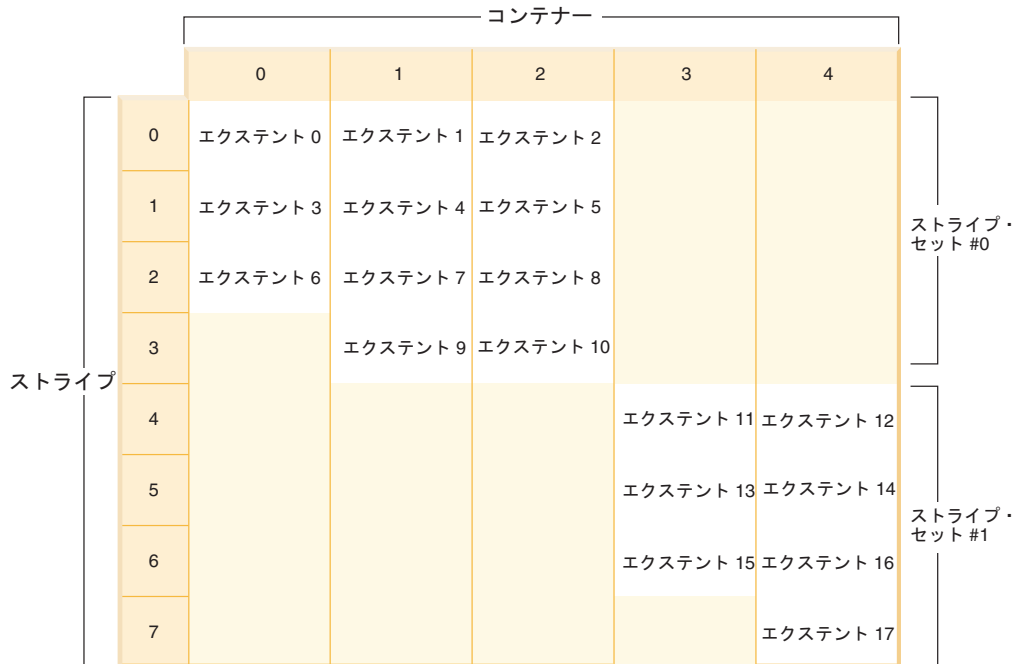 コンテナー
0 1 2 3 4
0 エクステント 0 エクステント 1 エクステント 2
1 エクステント 3 エクステント 4 エクステント 5
2 エクステント 6 エクステント 7 エクステント 8
3 エクステント 9 エクステント 10
4 エクステント 11 エクステント 12
5 エクステント 13 エクステント 14
6 エクステント 15 エクステント 16
7 エクステント 17
ストライプ
ストライプ・
セット #0
ストライプ・
セット #1